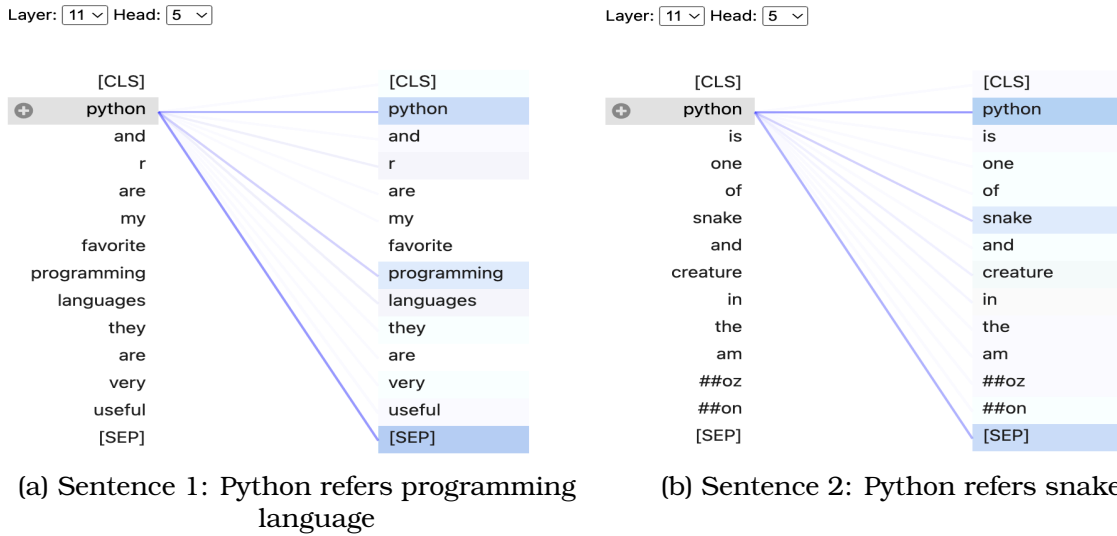 Layer: 11 Head: 5
[CLS] [CLS]
python python
and and
r r
are are
my my
favorite favorite
programming programming
languages languages
they they
are are
very very
useful useful
[SEP] [SEP]
(a) Sentence 1: Python refers programming
language
Layer: 11 Head: 5
[CLS] [CLS]
python python
is is
one one
of of
snake snake
and and
creature creature
in in
the the
am am
##oz ##oz
##on ##on
[SEP] [SEP]
(b) Sentence 2: Python refers snake